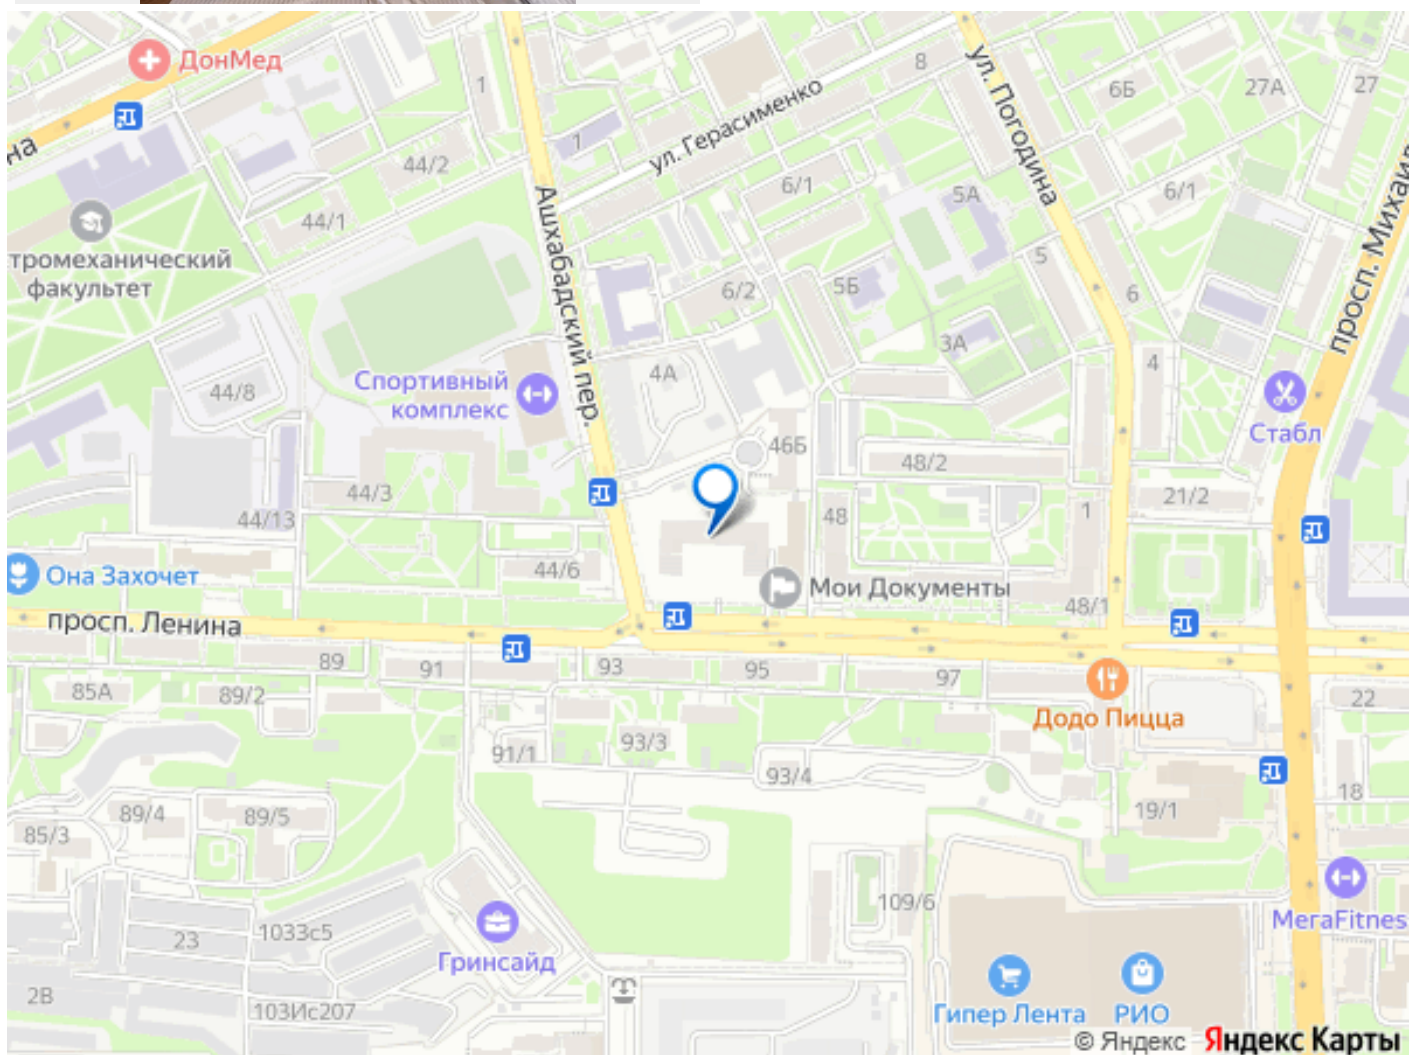 ДонМед
1
8
6Б
27А
27
на
44/2
1
ул. Герасименко
ул. Погодина
6/1
5А
6/1
Ашхабадский пер.
44/1
просп. Михаил
тромеханический
факультет
6/2
5Б
5
6
3А
4
4А
Спортивный
комплекс
44/8
Стабл
46Б
48/2
44/3
21/2
44/13
48
1
Она Захочет
44/6
Мои Документы
48/1
просп. Ленина
89
91
93
95
97
85А
89/2
22
Додо Пицца
91/1
93/3
93/4
18
89/4
89/5
19/1
85/3
МегаFitnes
109/6
23
1033с5
Гринсайд
2В
103Ис207
Гипер Лента
РИО
© Яндекс Яндекс Карты